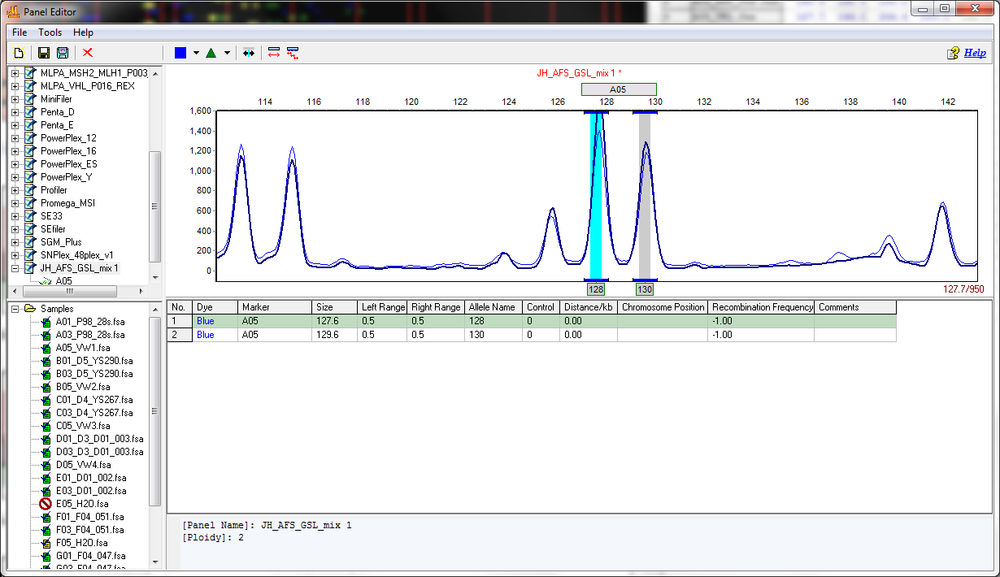 Panel Editor
File Tools Help
Help
MLPA_MSH2_MLH1_P003
MLPA_VHL_P016_REX
MiniFiler
Penta_D
Penta_E
PowerPlex_12
PowerPlex_16
PowerPlex_ES
PowerPlex_Y
Profiler
Promega_MSI
SE33
SEfiler
SGM_Plus
SNPlex_48plex_v1
JH_AFS_GSL_mix 1
A05
JH_AFS_GSL_mix 1 *
A05
114 116 118 120 122 124 126 128 130 132 134 136 138 140 142
1,600
1,400
1,200
1,000
800
600
400
200
0
128 130
127.7/950
Samples
A01_P98_28s.fsa
A03_P98_28s.fsa
A05_VW1.fsa
B01_D5_YS290.fsa
B03_D5_YS290.fsa
B05_VW2.fsa
C01_D4_YS267.fsa
C03_D4_YS267.fsa
C05_VW3.fsa
D01_D3_D01_003.fsa
D03_D3_D01_003.fsa
D05_VW4.fsa
E01_D01_002.fsa
E03_D01_002.fsa
E05_H2O.fsa
F01_F04_051.fsa
F03_F04_051.fsa
F05_H2O.fsa
G01_F04_047.fsa
G03_F04_047.fsa
No. Dye Marker Size Left Range Right Range Allele Name Control Distance/kb Chromosome Position Recombination Frequency Comments
1 Blue A05 127.6 0.5 0.5 128 0 0.00 -1.00
2 Blue A05 129.6 0.5 0.5 130 0 0.00 -1.00
[Panel Name]: JH_AFS_GSL_mix 1
[Ploidy]: 2